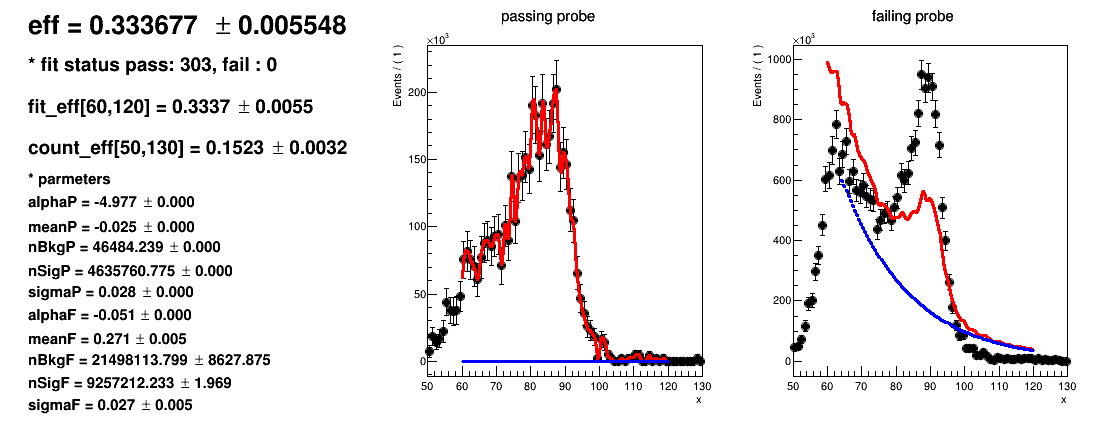 eff = 0.333677 ± 0.005548
* fit status pass: 303, fail : 0
fit_eff[60,120] = 0.3337 ± 0.0055
count_eff[50,130] = 0.1523 ± 0.0032
* parmeters
alphaP = -4.977 ± 0.000
meanP = -0.025 ± 0.000
nBkgP = 46484.239 ± 0.000
nSigP = 4635760.775 ± 0.000
sigmaP = 0.028 ± 0.000
alphaF = -0.051 ± 0.000
meanF = 0.271 ± 0.005
nBkgF = 21498113.799 ± 8627.875
nSigF = 9257212.233 ± 1.969
sigmaF = 0.027 ± 0.005
passing probe
×10³
Events / ( 1 )
200
150
100
50
0
50 60 70 80 90 100 110 120 130
x
failing probe
×10³
Events / ( 1 )
1000
800
600
400
200
0
50 60 70 80 90 100 110 120 130
x